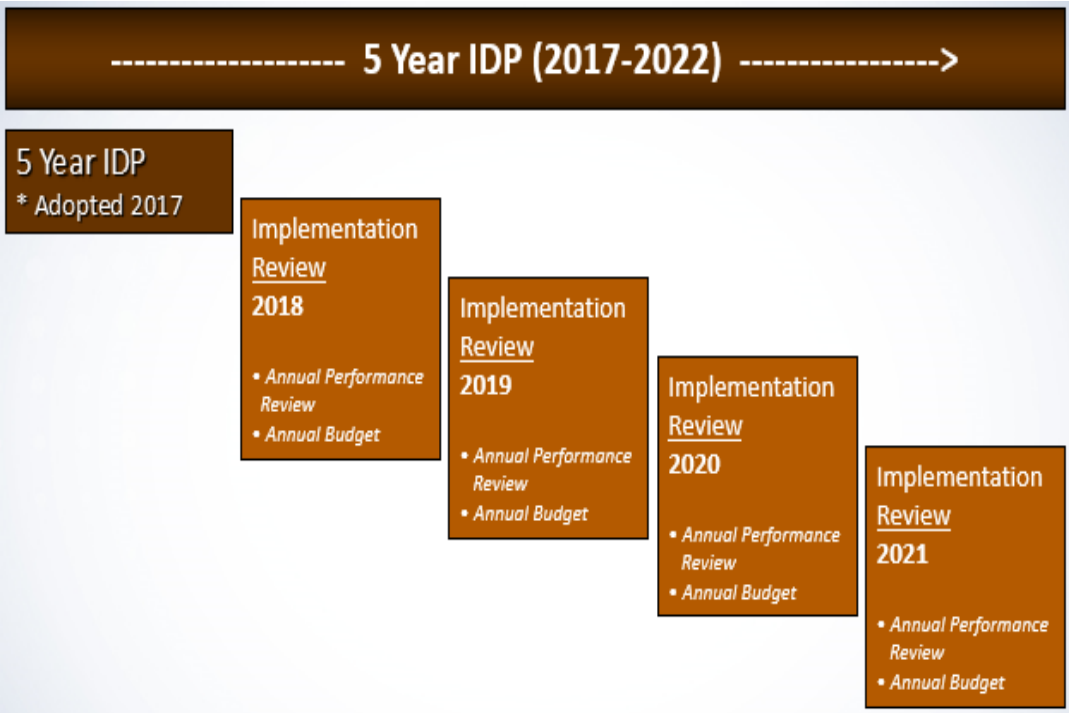 -------------------- 5 Year IDP (2017-2022) ----------------->
5 Year IDP
* Adopted 2017
Implementation
Review
2018
• Annual Performance
Review
• Annual Budget
Implementation
Review
2019
• Annual Performance
Review
• Annual Budget
Implementation
Review
2020
• Annual Performance
Review
• Annual Budget
Implementation
Review
2021
• Annual Performance
Review
• Annual Budget